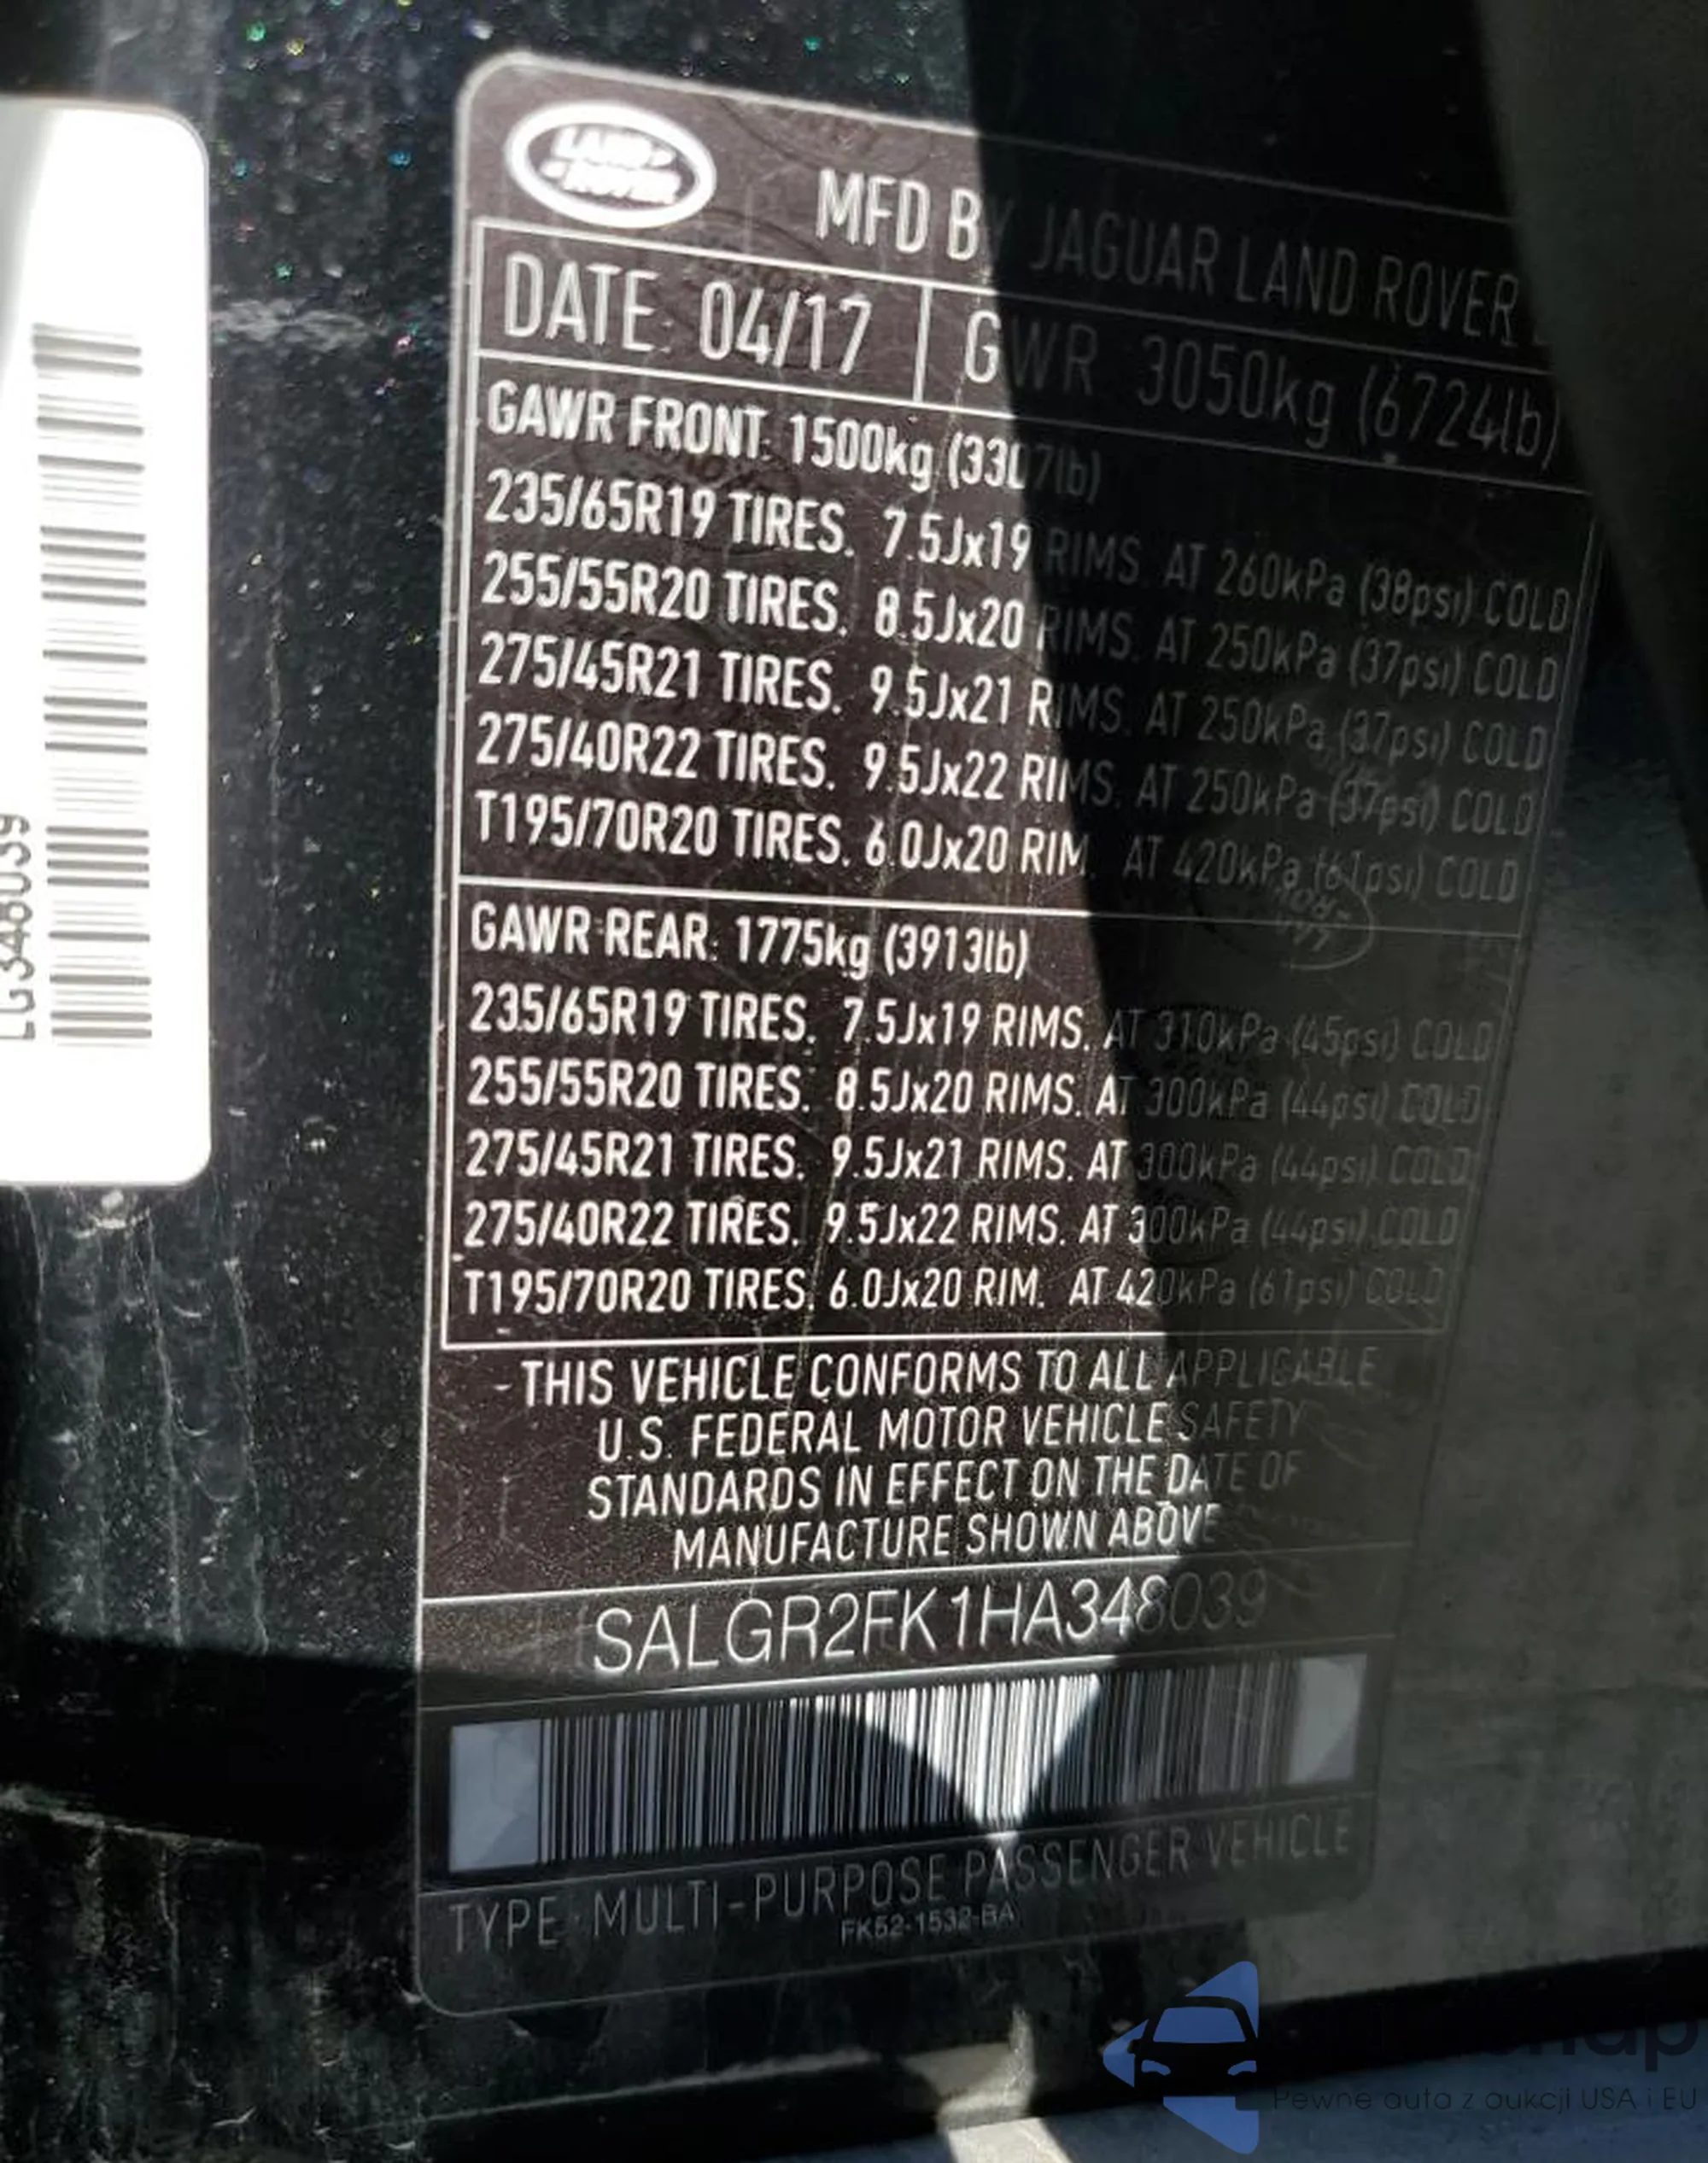 LG348039
LAND
ROVER
MFD BY JAGUAR LAND ROVER
DATE: 04/17
GWR 3050kg (6724lb)
GAWR FRONT: 1500kg (3307lb)
235/65R19 TIRES. 7.5Jx19 RIMS. AT 260kPa (38psi) COLD
255/55R20 TIRES. 8.5Jx20 RIMS. AT 250kPa (37psi) COLD
275/45R21 TIRES. 9.5Jx21 RIMS. AT 250kPa (37psi) COLD
275/40R22 TIRES. 9.5Jx22 RIMS. AT 250kPa (37psi) COLD
T195/70R20 TIRES. 6.0Jx20 RIM. AT 420kPa (61psi) COLD
GAWR REAR: 1775kg (3913lb)
235/65R19 TIRES. 7.5Jx19 RIMS. AT 310kPa (45psi) COLD
255/55R20 TIRES. 8.5Jx20 RIMS. AT 300kPa (44psi) COLD
275/45R21 TIRES. 9.5Jx21 RIMS. AT 300kPa (44psi) COLD
275/40R22 TIRES. 9.5Jx22 RIMS. AT 300kPa (44psi) COLD
T195/70R20 TIRES. 6.0Jx20 RIM. AT 420kPa (61psi) COLD
THIS VEHICLE CONFORMS TO ALL APPLICABLE
U.S. FEDERAL MOTOR VEHICLE SAFETY
STANDARDS IN EFFECT ON THE DATE OF
MANUFACTURE SHOWN ABOVE
SALGR2FK1HA348039
TYPE: MULTI-PURPOSE PASSENGER VEHICLE
FK52-1532-BA
Pewne auta z aukcji USA i EU